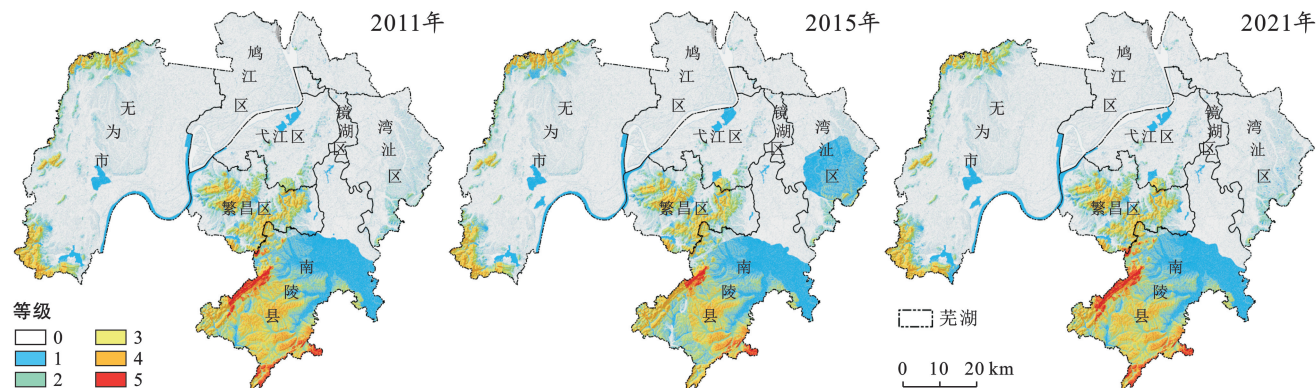 2011年
鸠江区
无为市
弋江区
镜湖区
湾沚区
繁昌区
南陵县
等级
0
1
2
3
4
5
2015年
鸠江区
无为市
弋江区
镜湖区
湾沚区
繁昌区
南陵县
2021年
鸠江区
无为市
弋江区
镜湖区
湾沚区
繁昌区
南陵县
芜湖
0 10 20 km